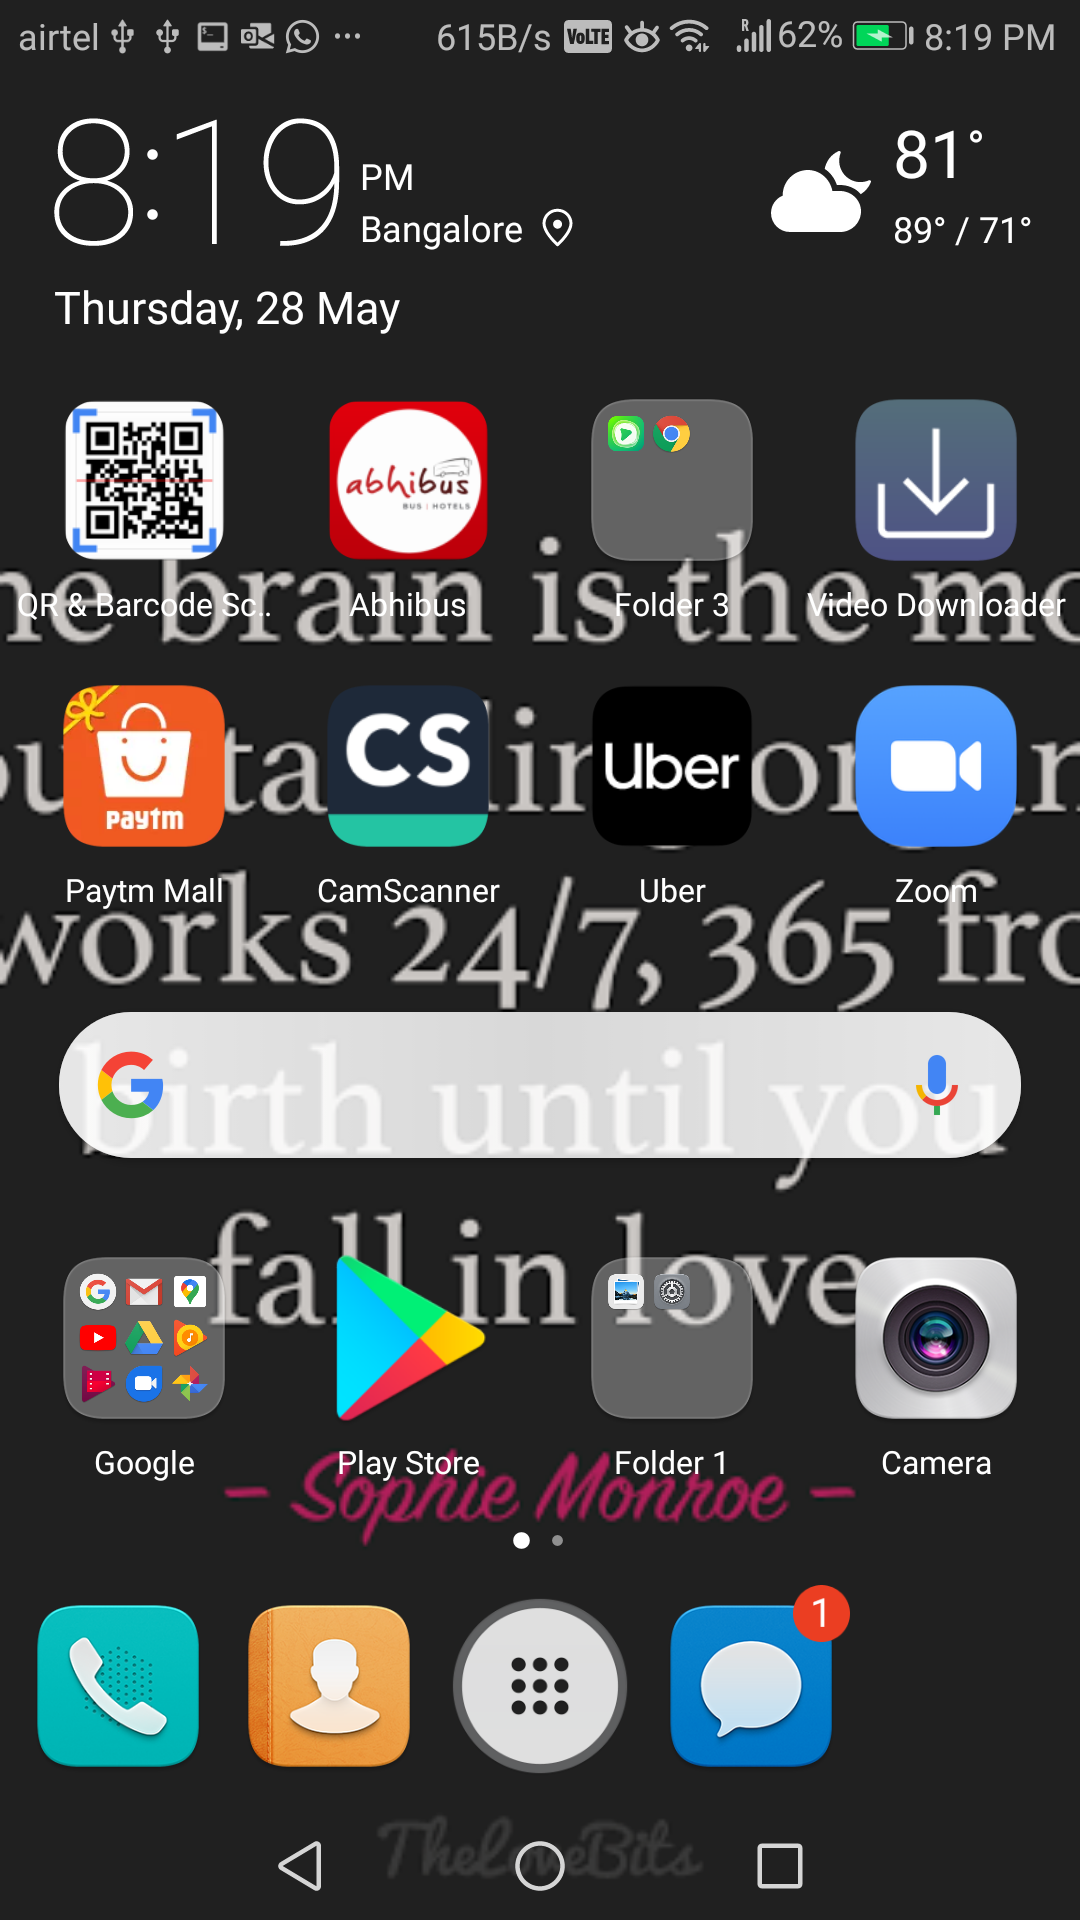 airtel 615B/s VoLTE R 62% 8:19 PM
8:19 PM
Bangalore
Thursday, 28 May
81°
89° / 71°
abhibus
BUS | HOTELS
ne brain is the mo
QR & Barcode Sc..
Abhibus
Folder 3
Video Downloader
paytm
CS
Uber
Paytm Mall
CamScanner
Uber
Zoom
works 24/7, 365 fro
birth until you
fall in love
Google
Play Store
Folder 1
Camera
– Sophie Monroe –
1
TheLoveBits